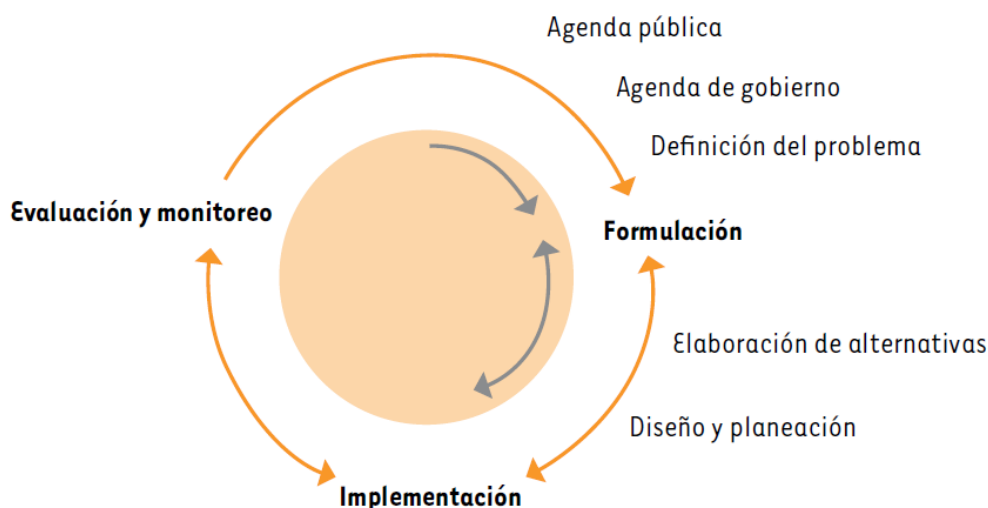 Agenda pública
Agenda de gobierno
Definición del problema
Evaluación y monitoreo
Formulación
Elaboración de alternativas
Diseño y planeación
Implementación